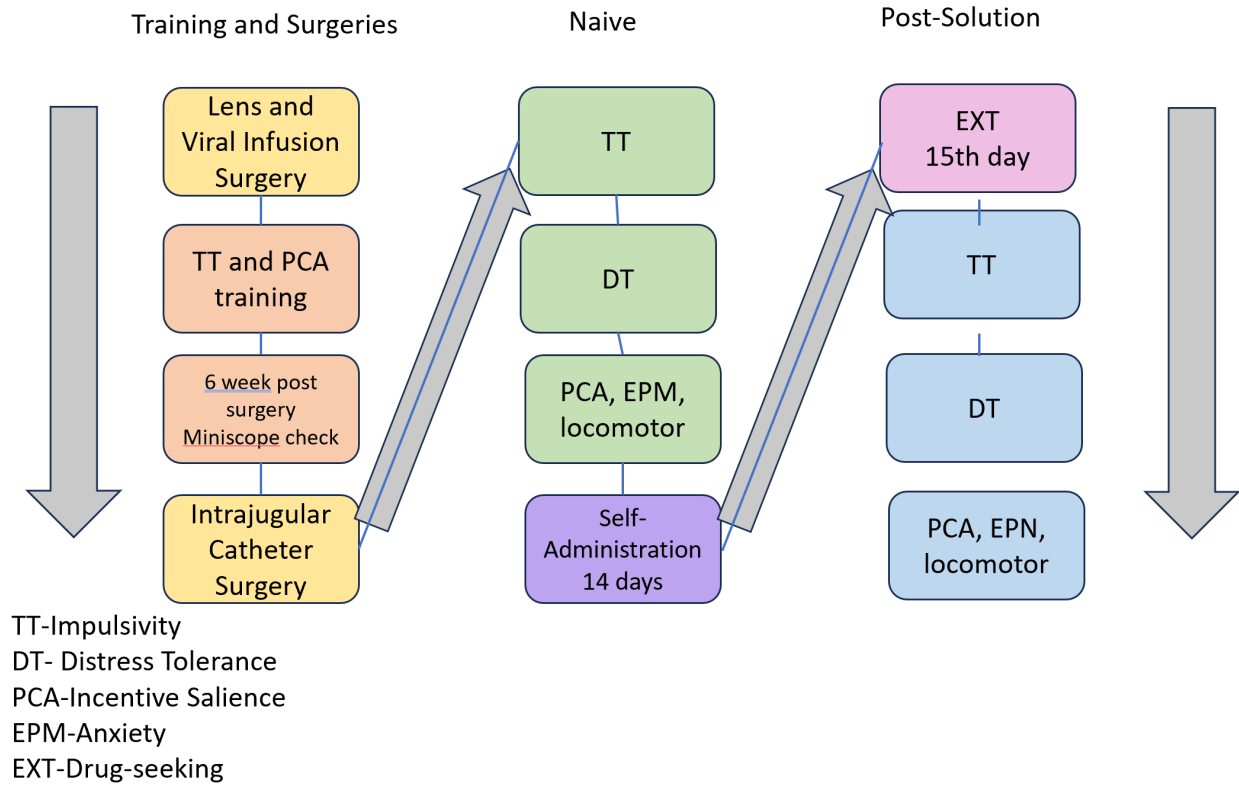 Training and Surgeries
Lens and
Viral Infusion
Surgery
TT and PCA
training
6 week post
surgery
Miniscope check
Intrajugular
Catheter
Surgery
Naive
TT
DT
PCA, EPM,
locomotor
Self-
Administration
14 days
Post-Solution
EXT
15th day
TT
DT
PCA, EPN,
locomotor
TT-Impulsivity
DT- Distress Tolerance
PCA-Incentive Salience
EPM-Anxiety
EXT-Drug-seeking